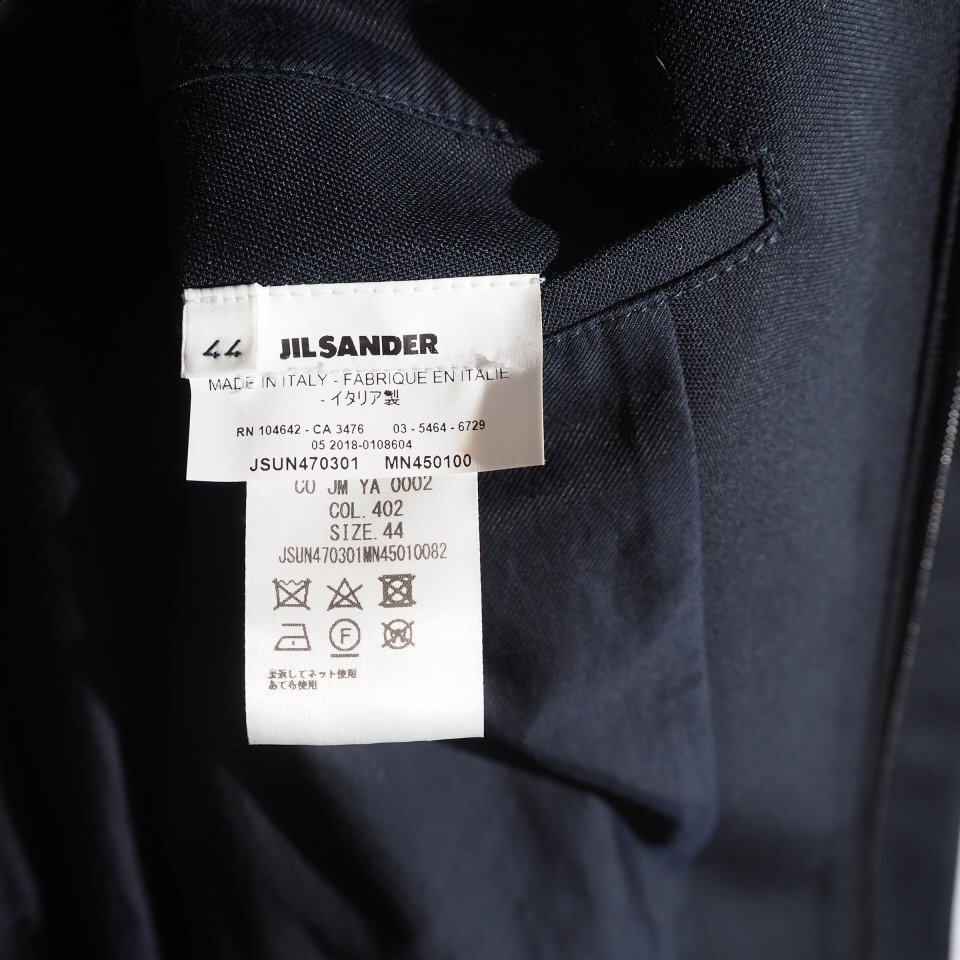 44
JIL SANDER
MADE IN ITALY - FABRIQUE EN ITALIE
- イタリア製
RN 104642 - CA 3476 03 - 5464 - 6729
05 2018-0108604
JSUN470301 MN450100
CO JM YA 0002
COL. 402
SIZE. 44
JSUN470301MN45010082
F
W
裏返してネット使用
あて布使用